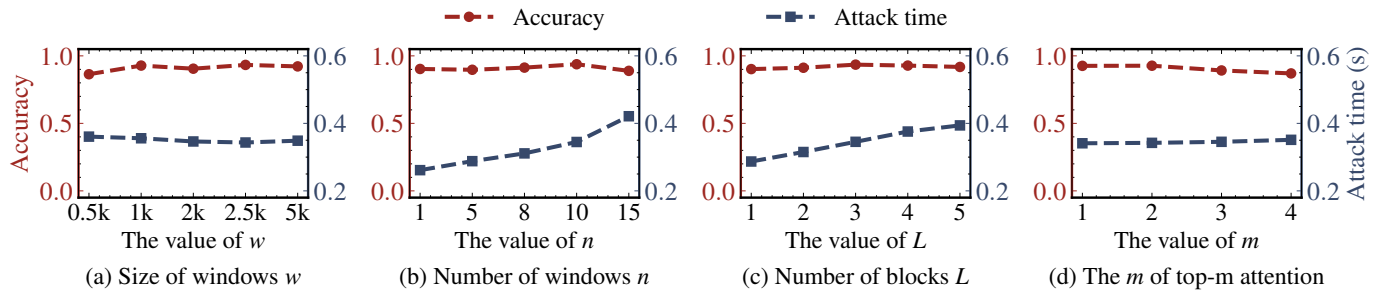 Accuracy Attack time
1.0 0.6 1.0 0.6 1.0 0.6 1.0 0.6
Accuracy 0.5 0.4 0.5 0.4 0.5 0.4 0.5 0.4 Attack time (s)
0.0 0.2 0.0 0.2 0.0 0.2 0.0 0.2
0.5k 1k 2k 2.5k 5k 1 5 8 10 15 1 2 3 4 5 1 2 3 4
The value of w The value of n The value of L The value of m
(a) Size of windows w (b) Number of windows n (c) Number of blocks L (d) The m of top-m attention